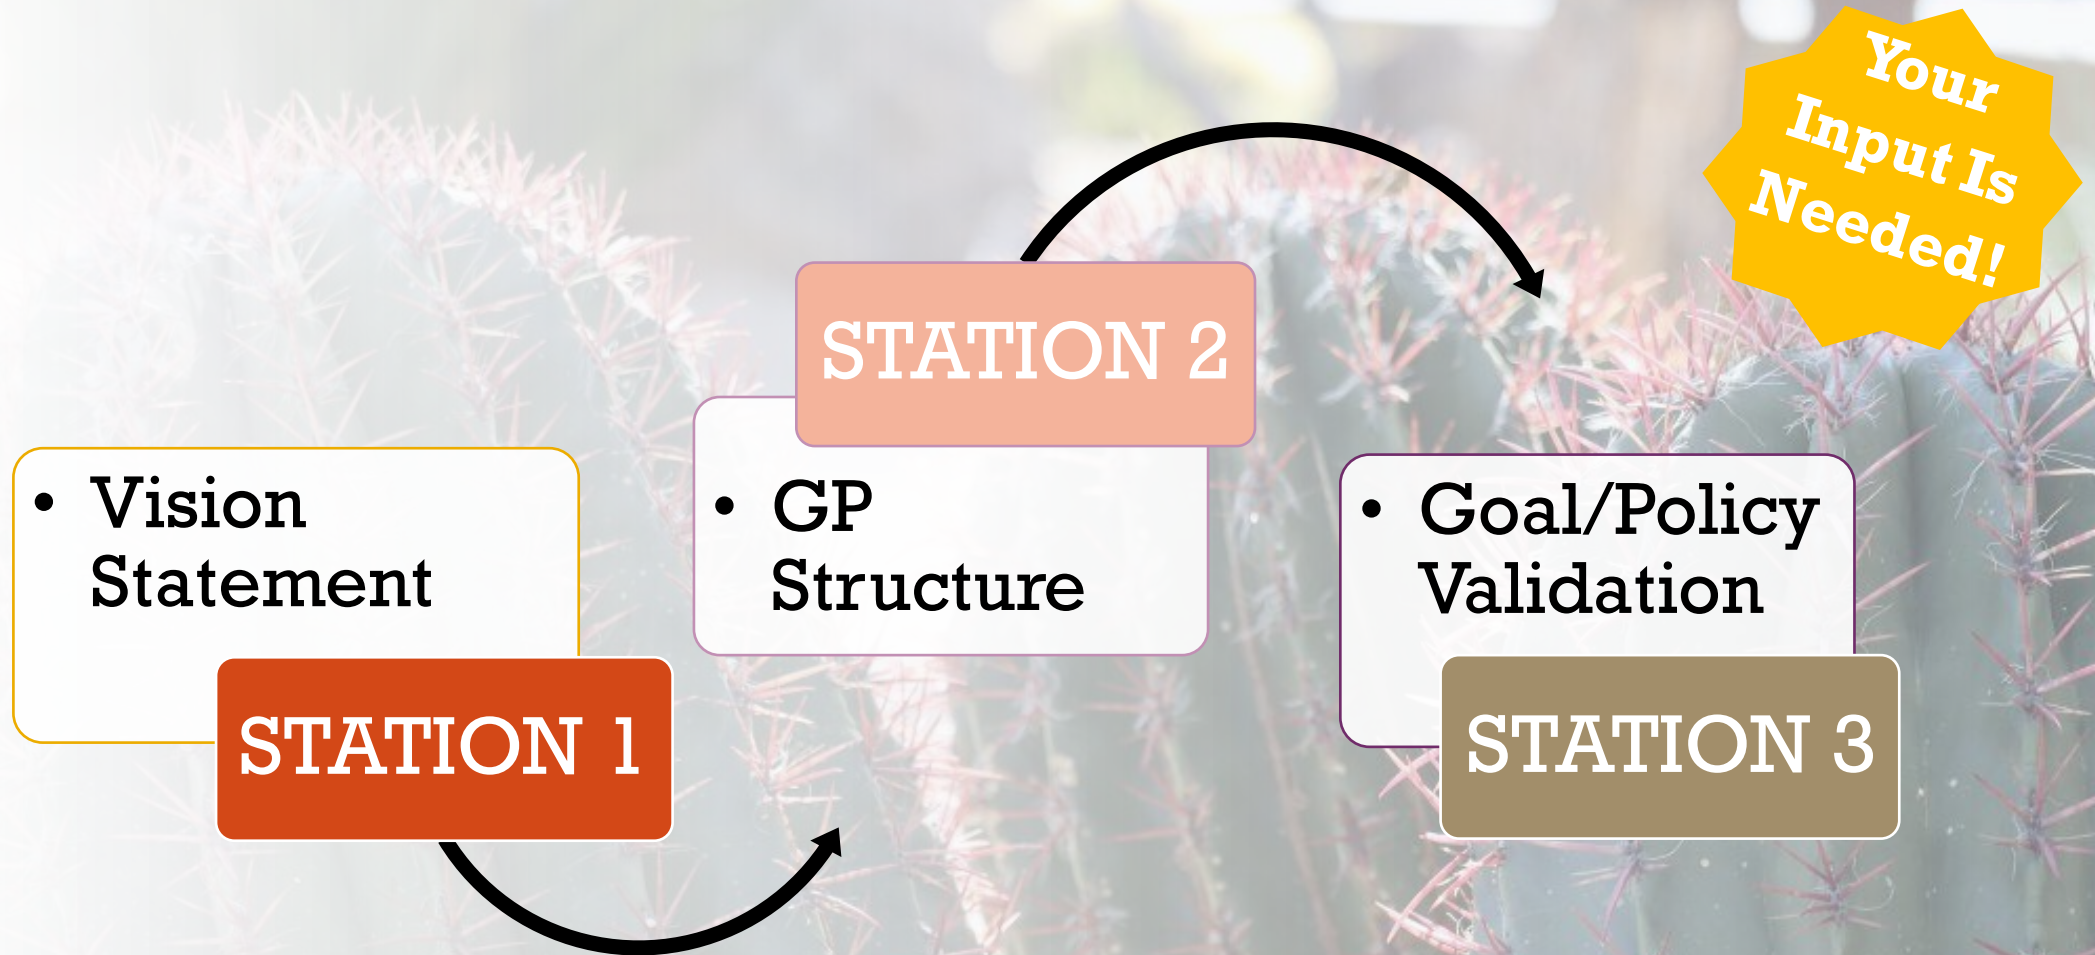 Your
Input Is
Needed!
• Vision
Statement
STATION 1
STATION 2
• GP
Structure
• Goal/Policy
Validation
STATION 3